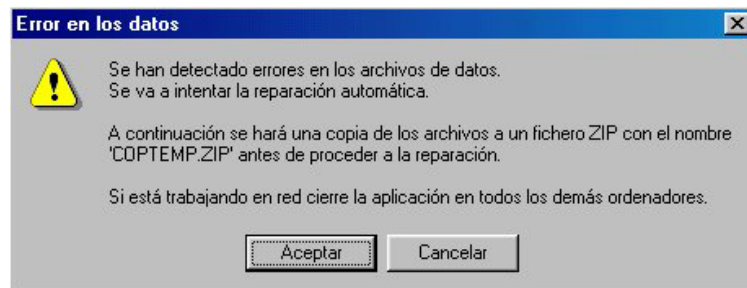 Error en los datos
Se han detectado errores en los archivos de datos.
Se va a intentar la reparación automática.
A continuación se hará una copia de los archivos a un fichero ZIP con el nombre
'COPTEMP.ZIP' antes de proceder a la reparación.
Si está trabajando en red cierre la aplicación en todos los demás ordenadores.
Aceptar Cancelar